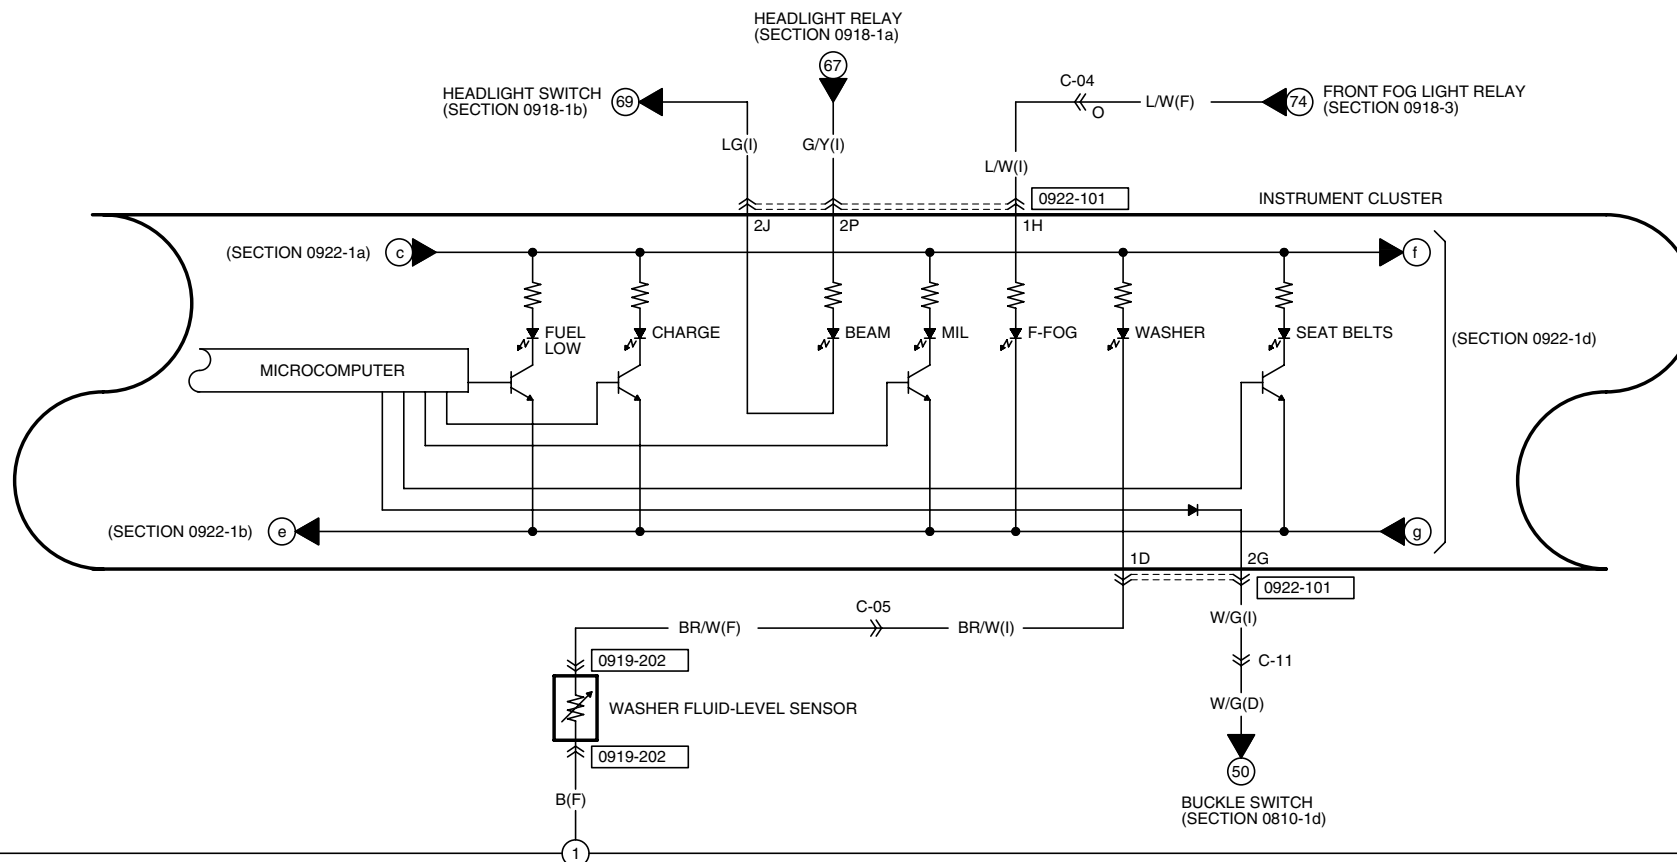 HEADLIGHT RELAY
(SECTION 0918-1a)
67
HEADLIGHT SWITCH
(SECTION 0918-1b)
69
C-04
O
L/W(F)
74
FRONT FOG LIGHT RELAY
(SECTION 0918-3)
LG(I)
G/Y(I)
L/W(I)
0922-101
INSTRUMENT CLUSTER
2J
2P
1H
(SECTION 0922-1a)
c
f
FUEL
LOW
CHARGE
BEAM
MIL
F-FOG
WASHER
SEAT BELTS
(SECTION 0922-1d)
MICROCOMPUTER
(SECTION 0922-1b)
e
g
1D
2G
0922-101
C-05
BR/W(F)
BR/W(I)
W/G(I)
0919-202
C-11
WASHER FLUID-LEVEL SENSOR
W/G(D)
0919-202
50
B(F)
BUCKLE SWITCH
(SECTION 0810-1d)
1